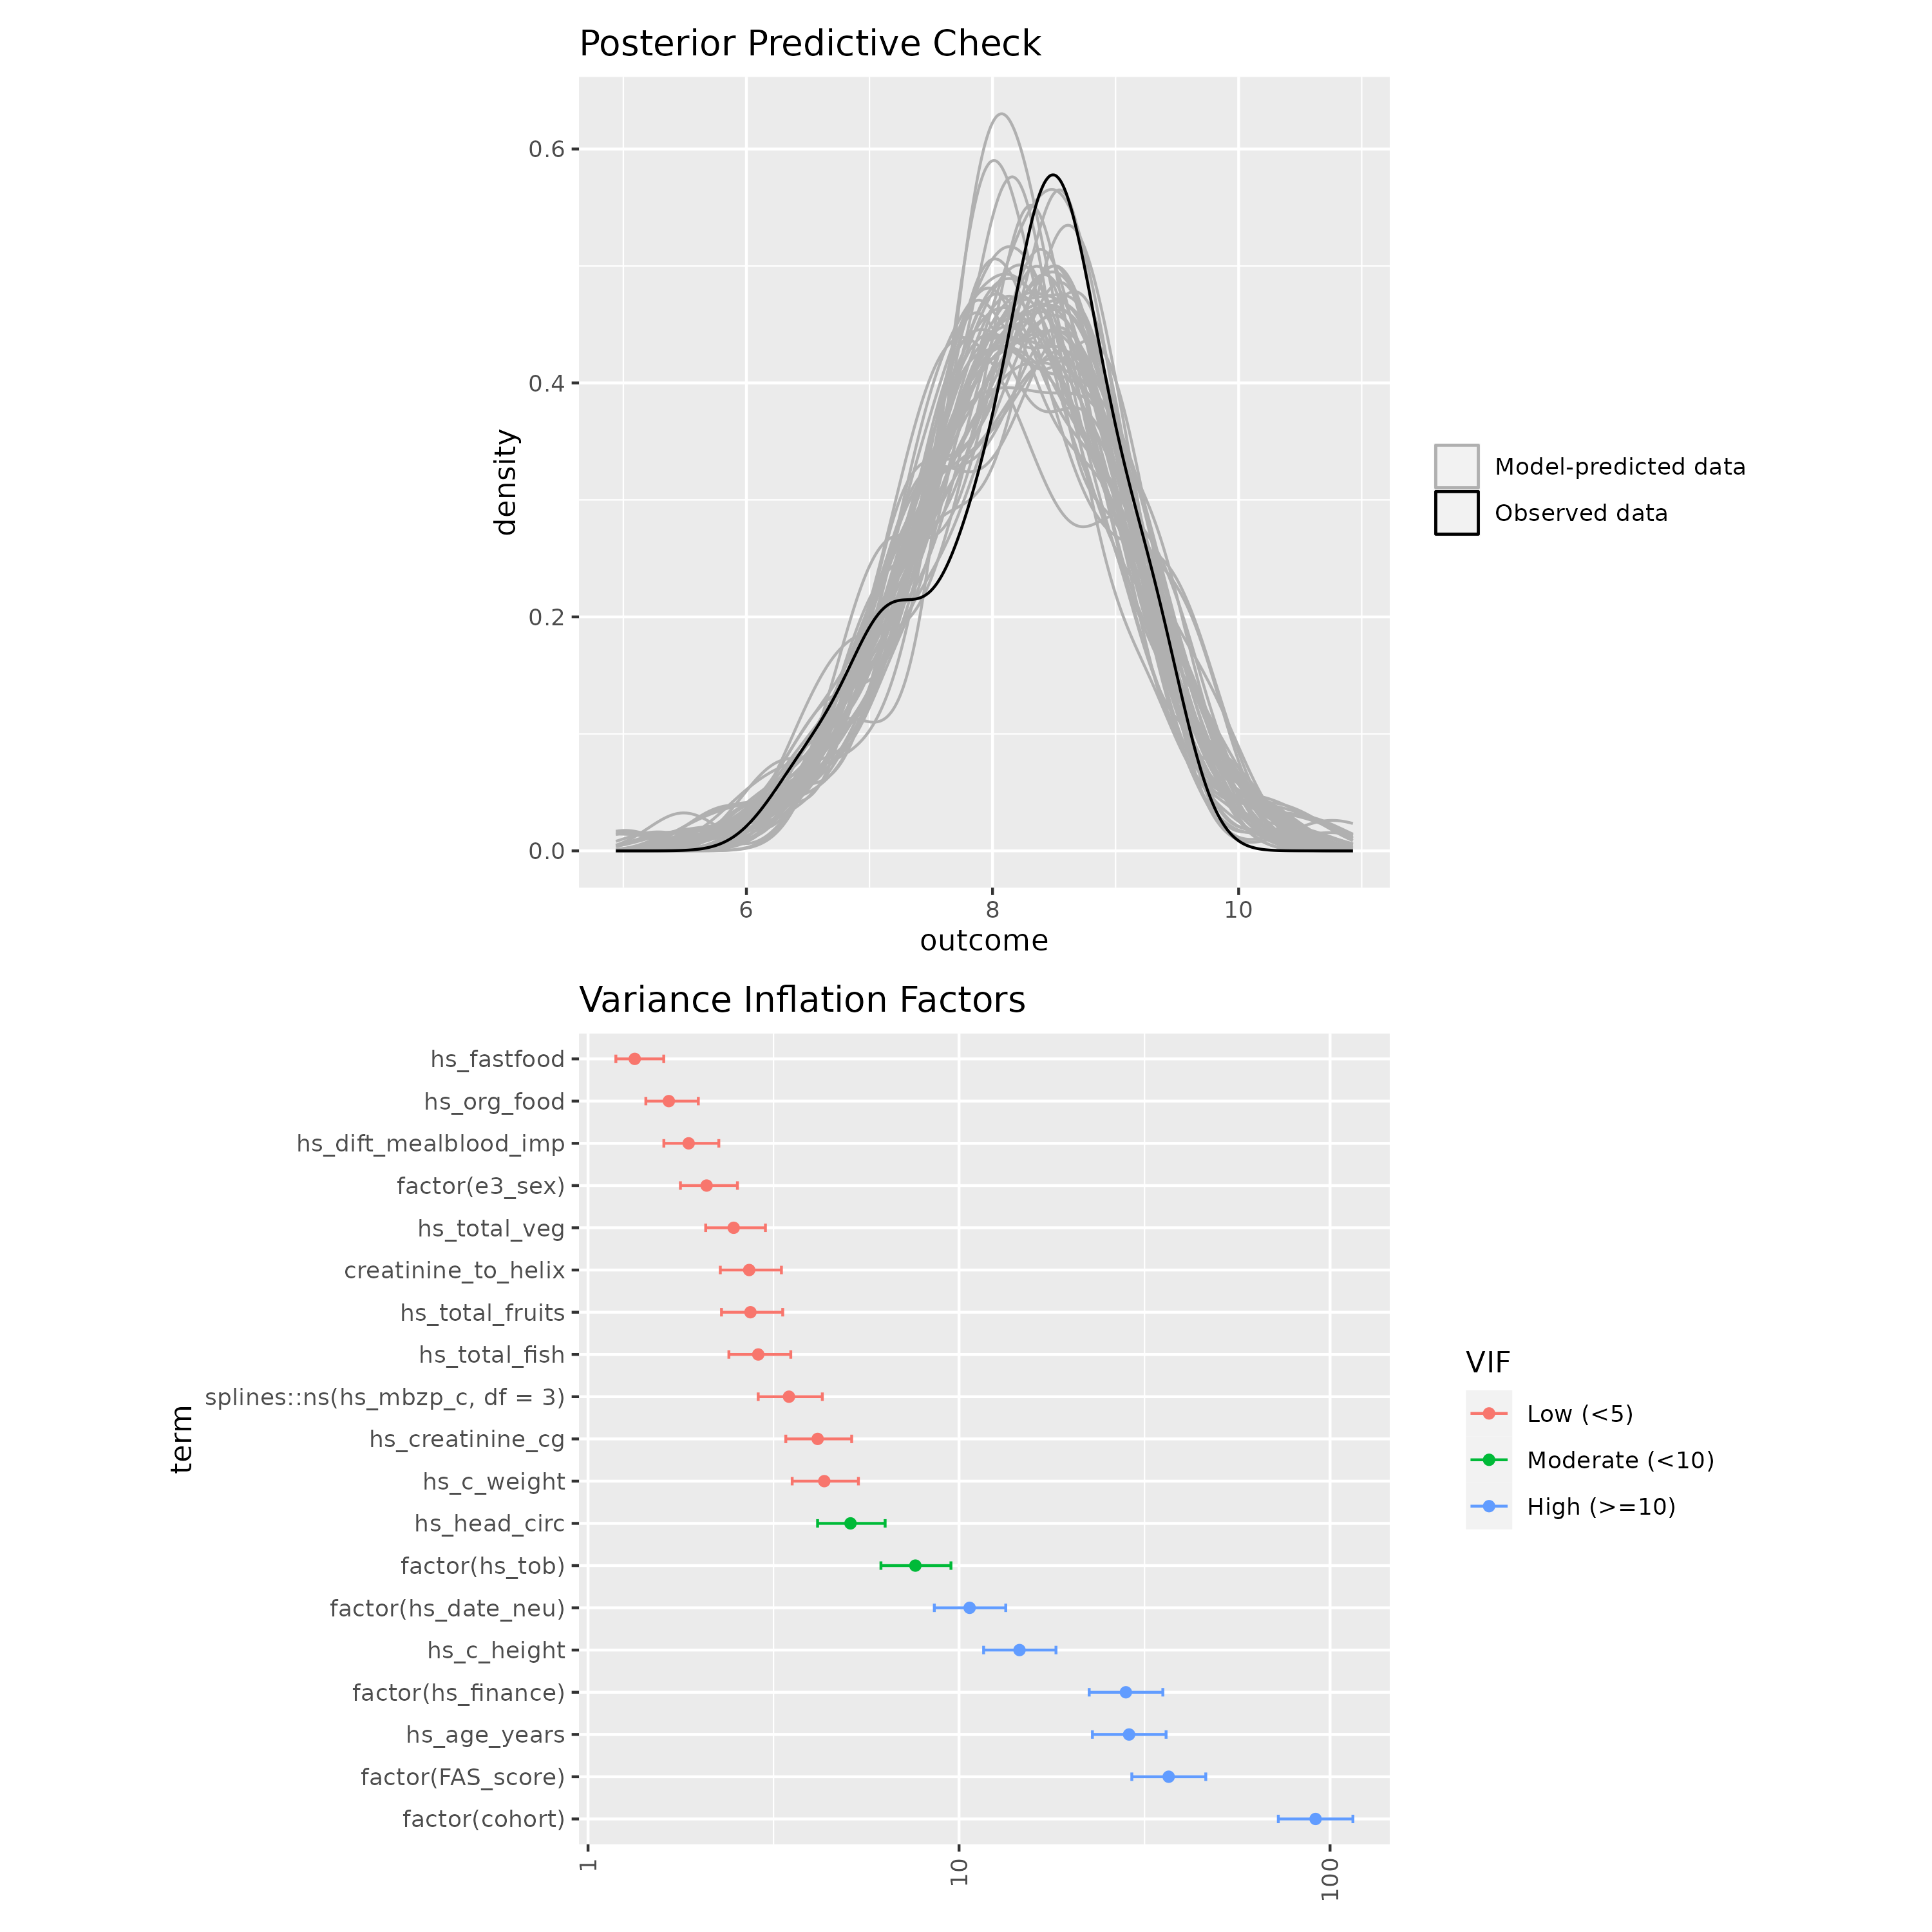 Posterior Predictive Check
0.6
0.4
0.2
0.0
density
6
8
10
outcome
Model-predicted data
Observed data
Variance Inflation Factors
hs_fastfood
hs_org_food
hs_dift_mealblood_imp
factor(e3_sex)
hs_total_veg
creatinine_to_helix
hs_total_fruits
hs_total_fish
splines::ns(hs_mbzp_c, df = 3)
hs_creatinine_cg
hs_c_weight
hs_head_circ
factor(hs_tob)
factor(hs_date_neu)
hs_c_height
factor(hs_finance)
hs_age_years
factor(FAS_score)
factor(cohort)
term
1
10
100
VIF
Low (<5)
Moderate (<10)
High (>=10)